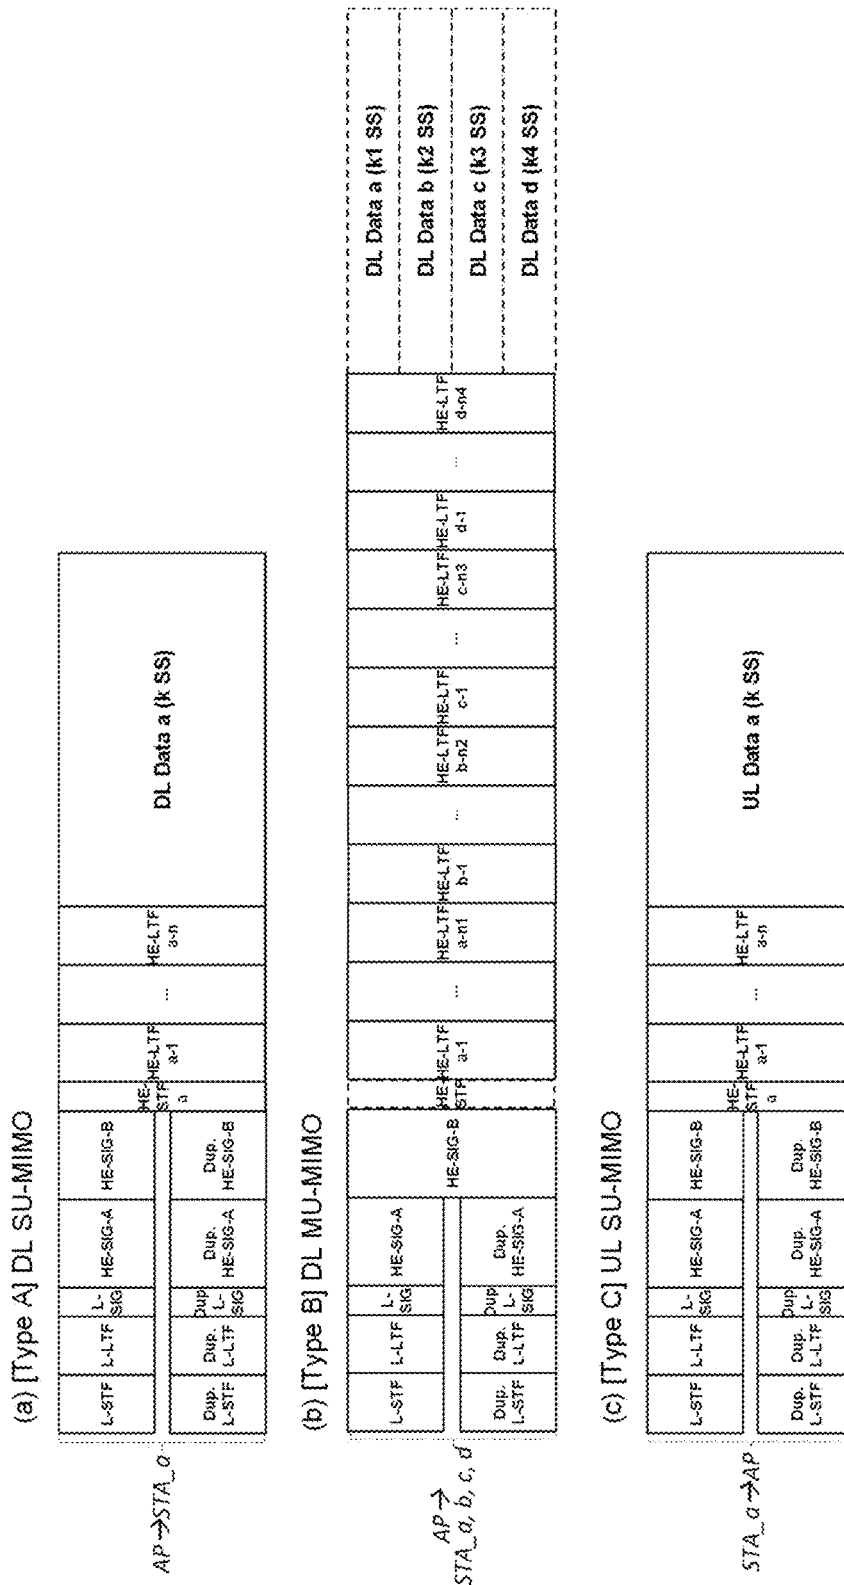 (a) [Type A] DL SU-MIMO
AP→STA_a
L-STF
L-LTF
L-
SIG
HE-SIG-A
HE-SIG-B
Dup.
L-STF
Dup.
L-LTF
Dup
L-
SIG
Dup.
HE-SIG-A
Dup.
HE-SIG-B
HE-
STF
a
HE-LTF
a-1
...
HE-LTF
a-n
DL Data a (k SS)
(b) [Type B] DL MU-MIMO
AP→
STA_a, b, c, d
L-STF
L-LTF
L-
SIG
HE-SIG-A
Dup.
L-STF
Dup.
L-LTF
Dup
L-
SIG
Dup.
HE-SIG-A
HE-SIG-B
HE-
STF
HE-LTF
a-1
...
HE-LTF
a-n1
HE-LTF
b-1
...
HE-LTF
b-n2
HE-LTF
c-1
...
HE-LTF
c-n3
HE-LTF
d-1
...
HE-LTF
d-n4
DL Data a (k1 SS)
DL Data b (k2 SS)
DL Data c (k3 SS)
DL Data d (k4 SS)
(c) [Type C] UL SU-MIMO
STA_a→AP
L-STF
L-LTF
L-
SIG
HE-SIG-A
HE-SIG-B
Dup.
L-STF
Dup.
L-LTF
Dup
L-
SIG
Dup.
HE-SIG-A
Dup.
HE-SIG-B
HE-
STF
a
HE-LTF
a-1
...
HE-LTF
a-n
UL Data a (k SS)